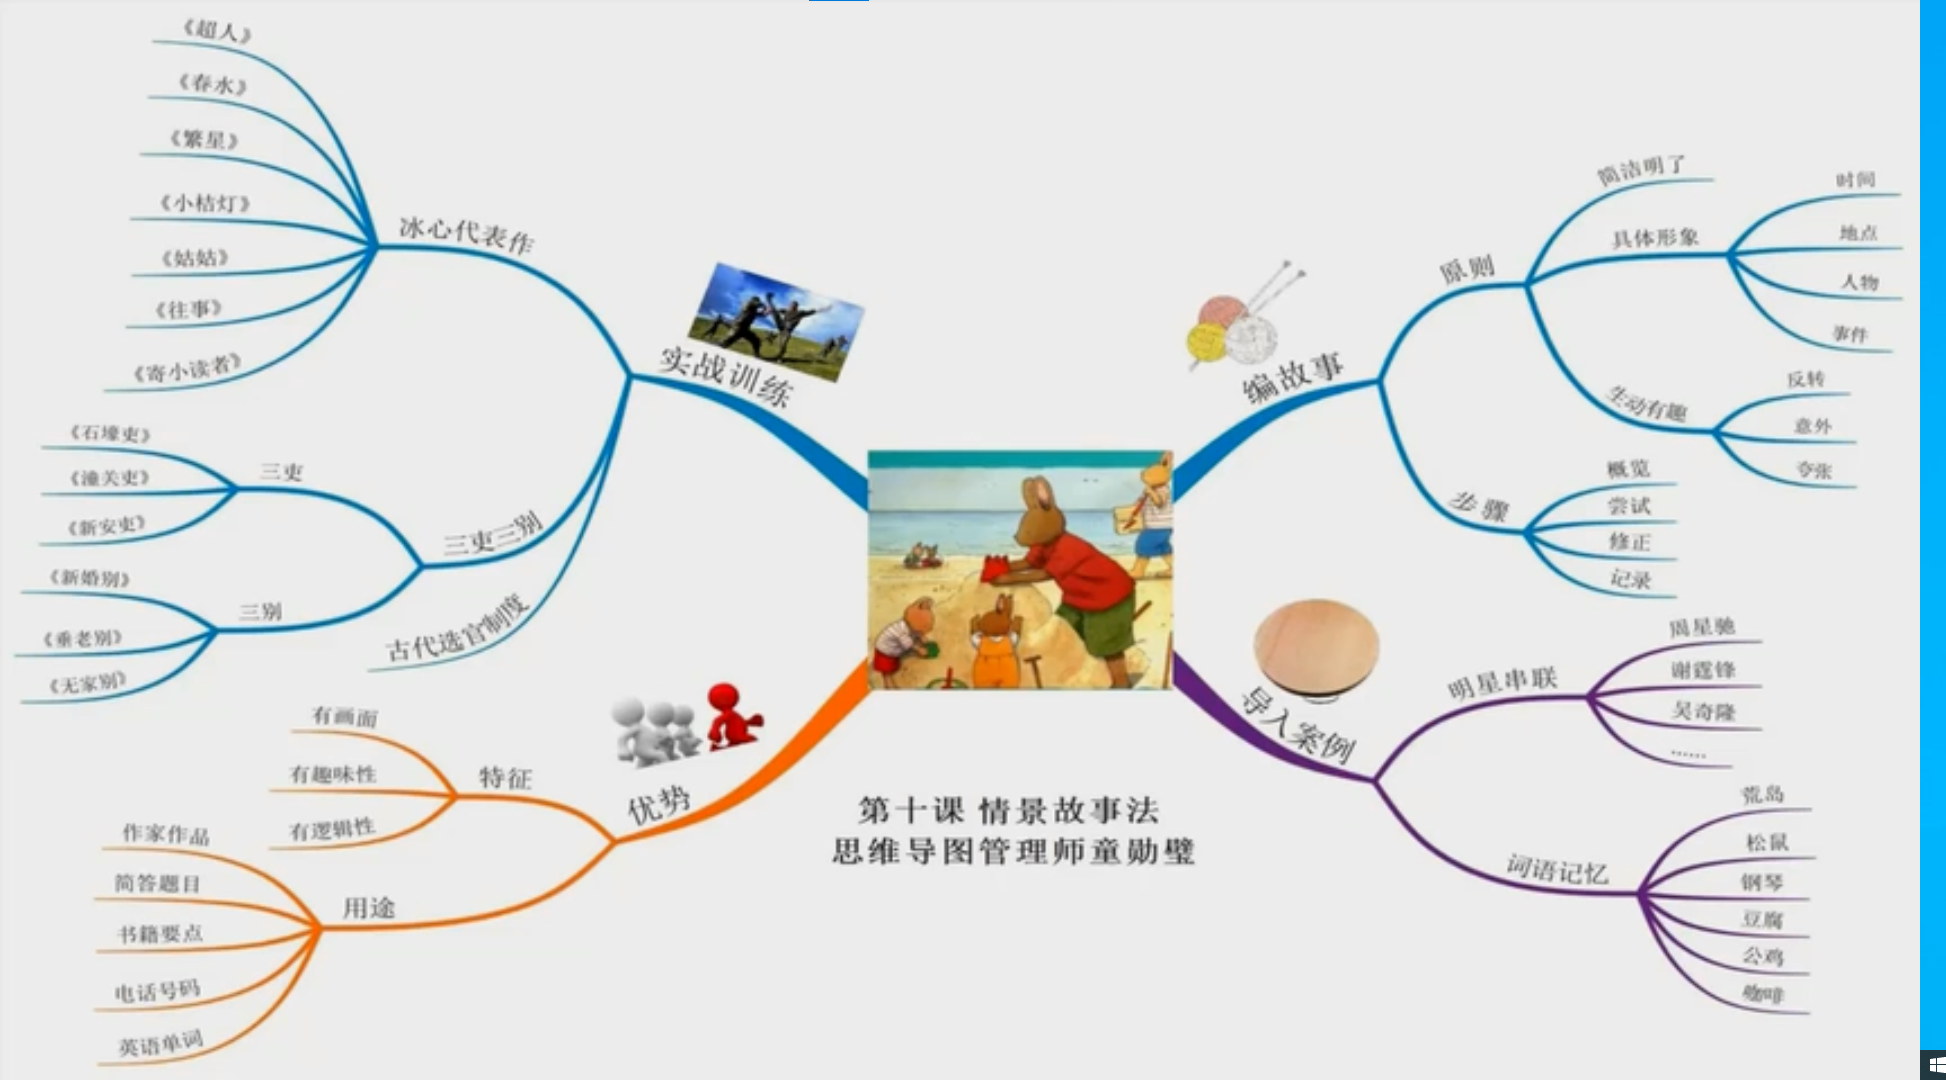 《超人》
《春水》
《繁星》
《小桔灯》
《姑姑》
《往事》
《寄小读者》
冰心代表作
实战训练
《石壕吏》
《潼关吏》
《新安吏》
三吏
三吏三别
《新婚别》
《垂老别》
《无家别》
三别
古代选官制度
编故事
原则
简洁明了
具体形象
时间
地点
人物
事件
生动有趣
反转
意外
夸张
步骤
概览
尝试
修正
记录
导入案例
明星串联
周星驰
谢霆锋
吴奇隆
……
词语记忆
荒岛
松鼠
钢琴
豆腐
公鸡
咖啡
优势
特征
有画面
有趣味性
有逻辑性
用途
作家作品
简答题目
书籍要点
电话号码
英语单词
第十课 情景故事法
思维导图管理师童勋璧